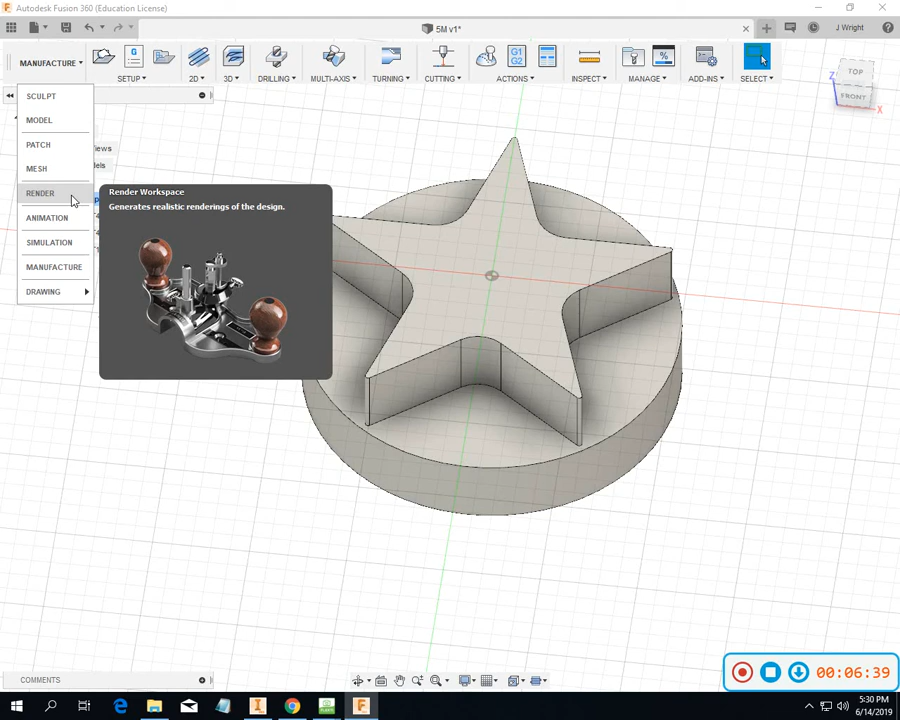 Autodesk Fusion 360 (Education License)
5M v1*
J Wright
MANUFACTURE
SETUP
2D
3D
DRILLING
MULTI-AXIS
TURNING
CUTTING
G1
G2
ACTIONS
INSPECT
%
MANAGE
ADD-INS
SELECT
SCULPT
MODEL
PATCH
MESH
RENDER
ANIMATION
SIMULATION
MANUFACTURE
DRAWING
iews
els
Render Workspace
Generates realistic renderings of the design.
TOP
FRONT
Z
X
COMMENTS
00:06:39
5:30 PM
6/14/2019